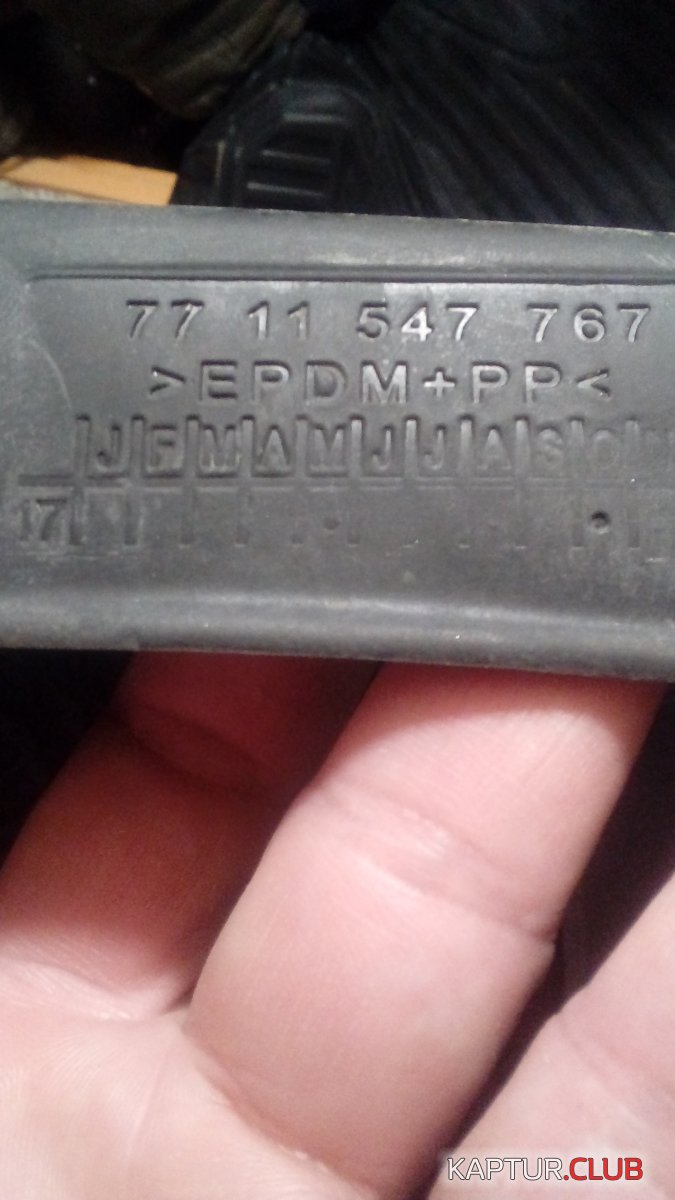 77 11 547 767
>EPDM+PP<
J F M A M J J A S O N
17
KAPTUR.CLUB